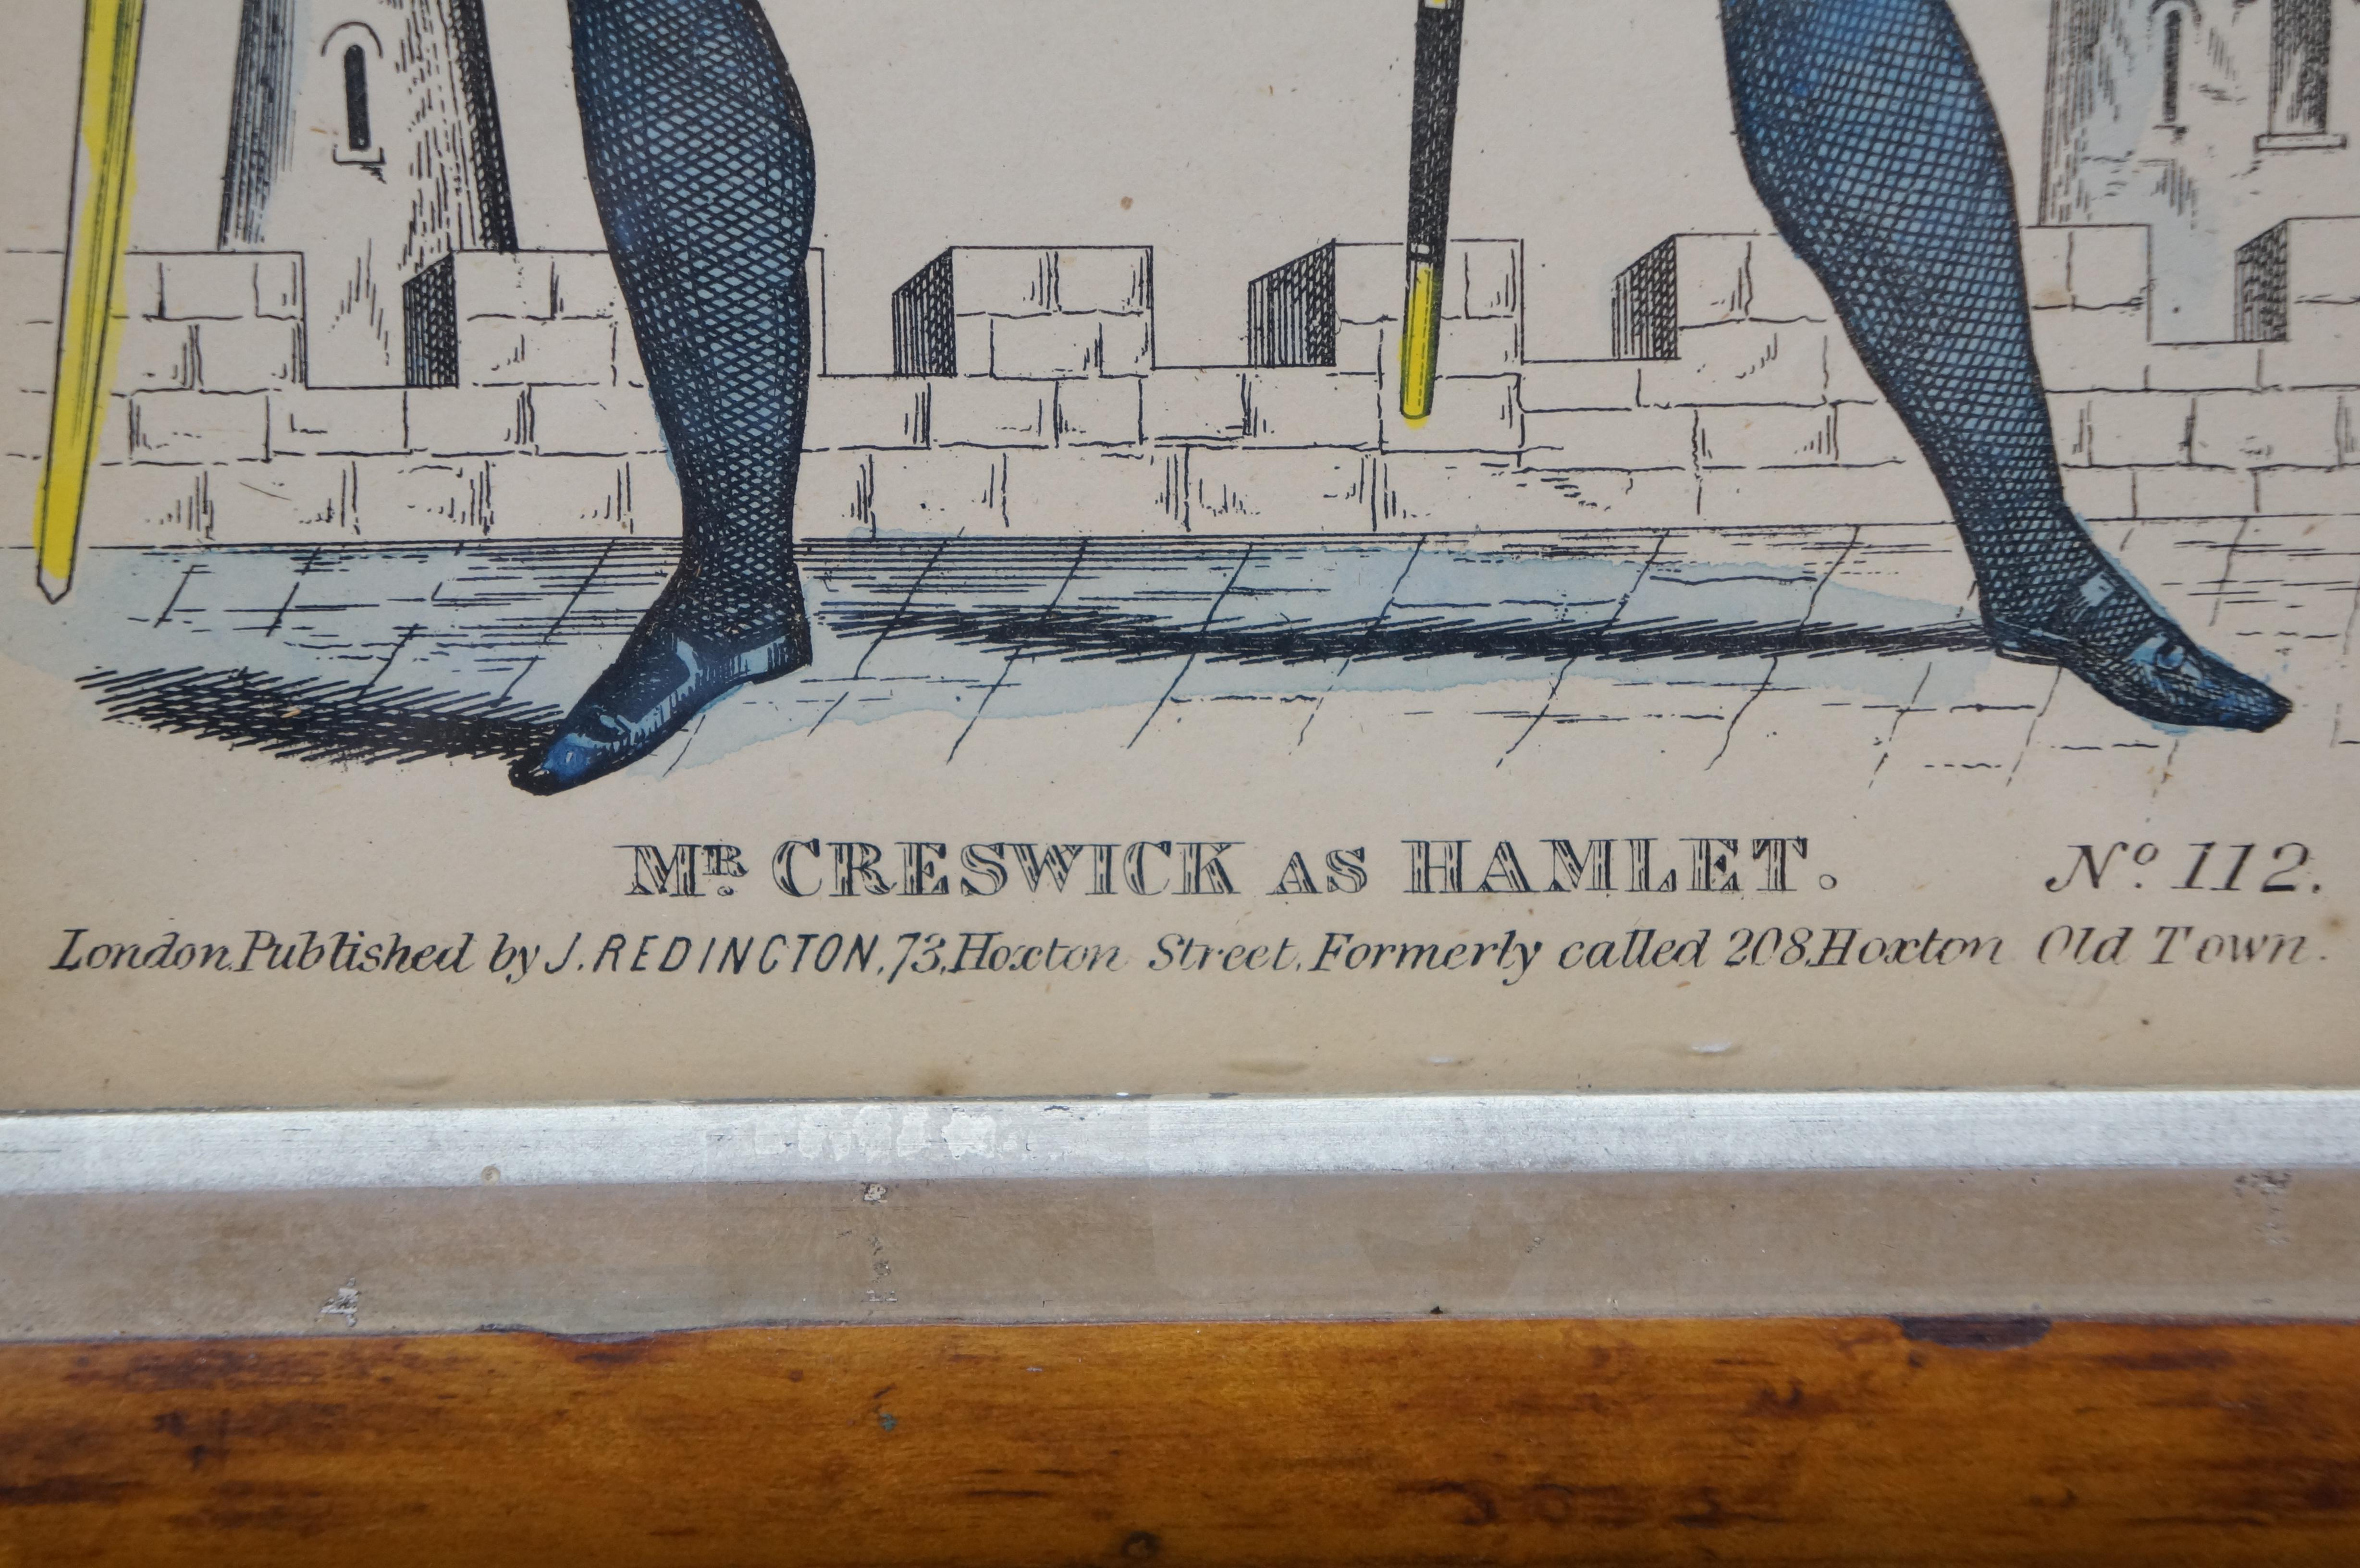 MR. CRESWICK AS HAMLET. No. 112.
London. Published by J. REDINGTON, 73, Hoxton Street. Formerly called 208, Hoxton Old Town.